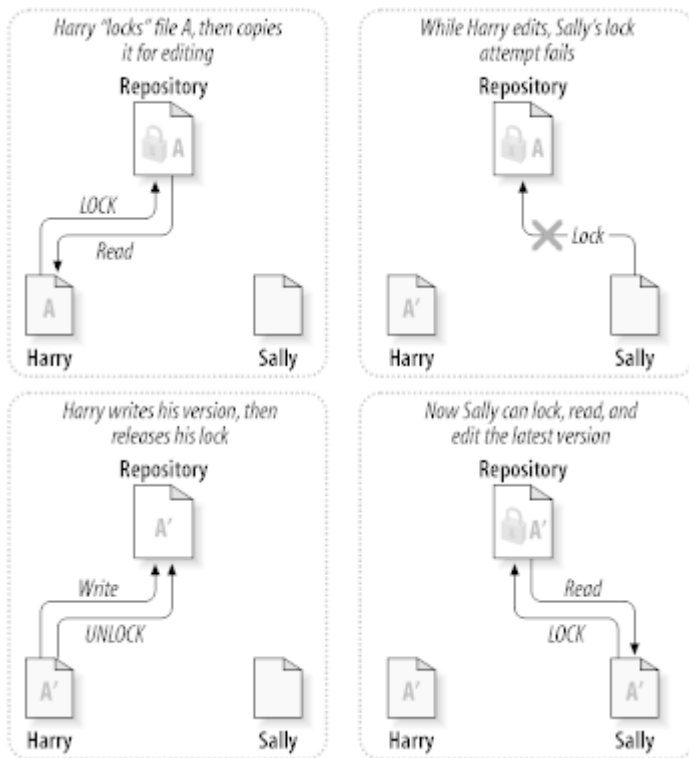 Harry “locks” file A, then copies
it for editing
Repository
A
LOCK
Read
A
Harry
Sally
While Harry edits, Sally’s lock
attempt fails
Repository
A
Lock
A′
Harry
Sally
Harry writes his version, then
releases his lock
Repository
A′
Write
UNLOCK
A′
Harry
Sally
Now Sally can lock, read, and
edit the latest version
Repository
A′
Read
LOCK
A′
A′
Harry
Sally